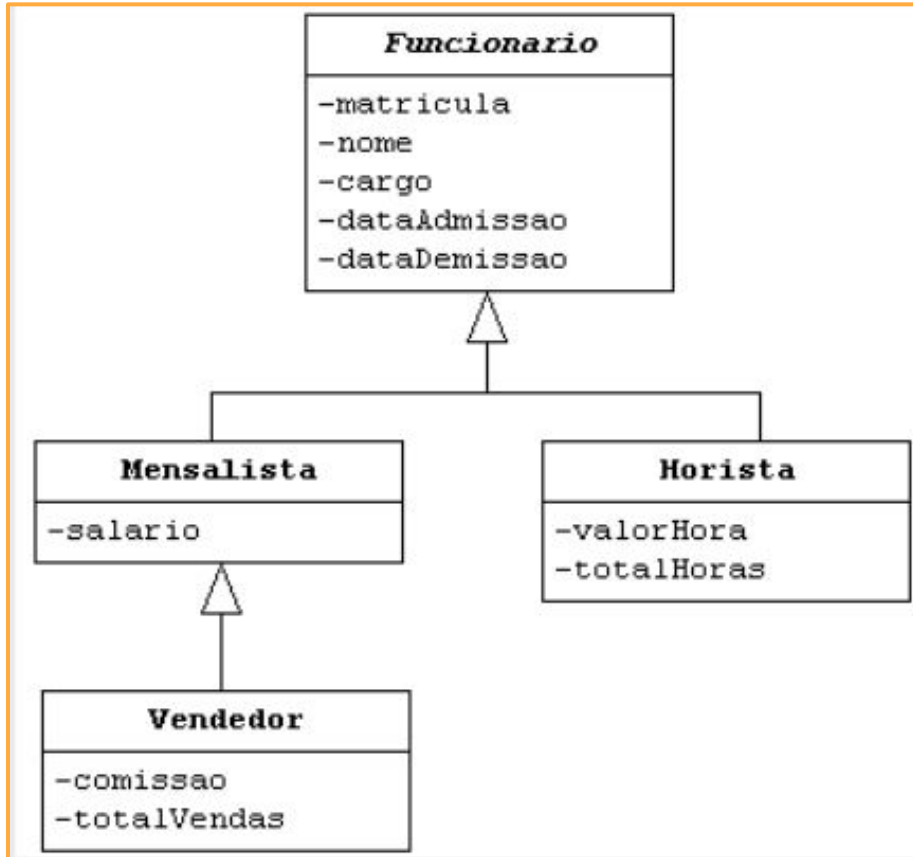 Funcionario
-matricula
-nome
-cargo
-dataAdmissao
-dataDemissao
Mensalista
-salario
Horista
-valorHora
-totalHoras
Vendedor
-comissao
-totalVendas